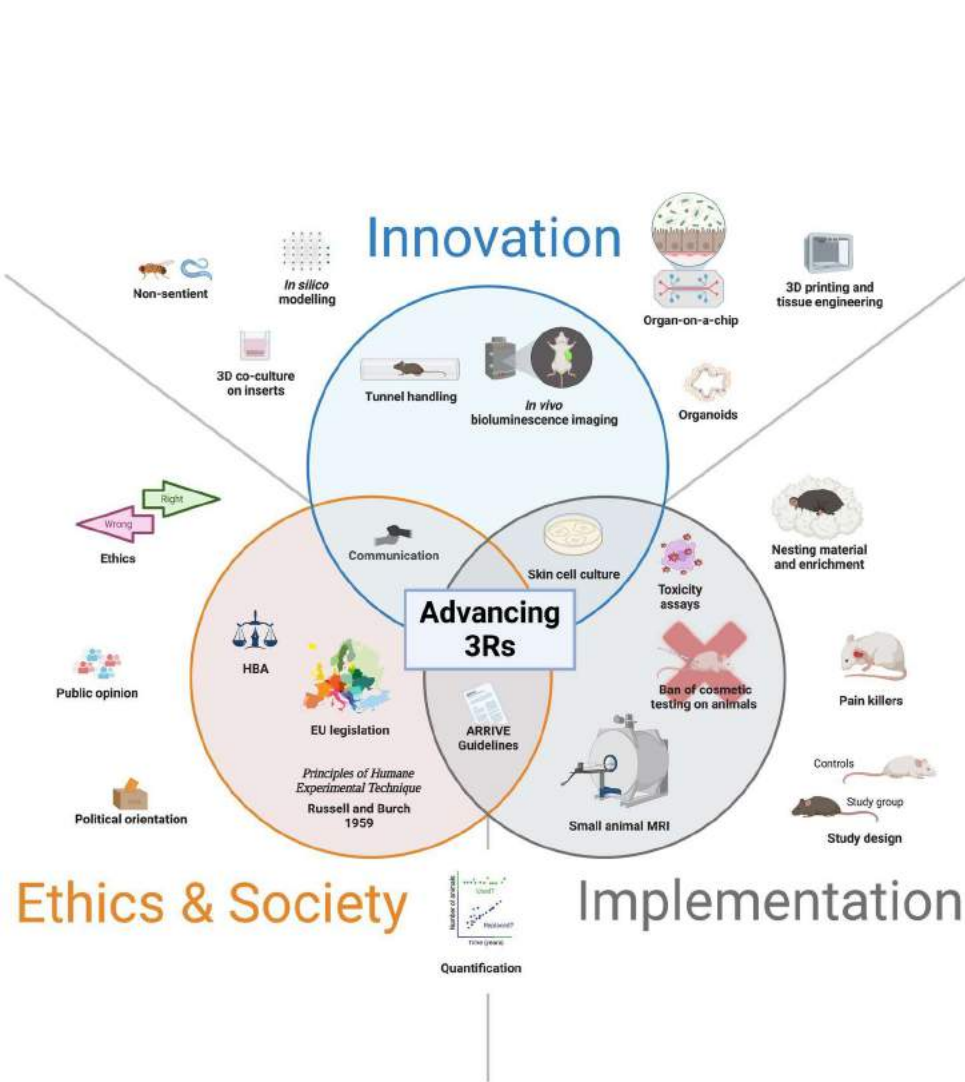 Innovation
Non-sentient
In silico
modelling
3D co-culture
on inserts
Organ-on-a-chip
3D printing and
tissue engineering
Organoids
Tunnel handling
In vivo
bioluminescence imaging
Right
Wrong
Ethics
Communication
Skin cell culture
Toxicity
assays
Nesting material
and enrichment
Advancing
3Rs
HBA
Public opinion
EU legislation
ARRIVE
Guidelines
Ban of cosmetic
testing on animals
Pain killers
Principles of Humane
Experimental Technique
Russell and Burch
1959
Political orientation
Small animal MRI
Controls
Study group
Study design
Ethics & Society
Implementation
Number of animals
Used?
Replaced?
Time (years)
Quantification